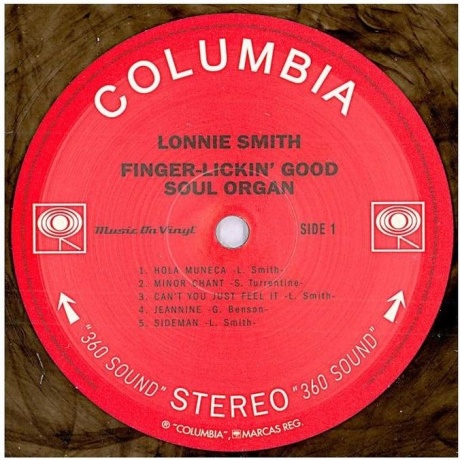 COLUMBIA
LONNIE SMITH
FINGER-LICKIN' GOOD
SOUL ORGAN
Music On Vinyl
SIDE 1
1. HOLA MUNECA -L. Smith-
2. MINOR CHANT -S. Turrentine-
3. CAN'T YOU JUST FEEL IT -L. Smith-
4. JEANNINE -G. Benson-
5. SIDEMAN -L. Smith-
"360 SOUND" STEREO "360 SOUND"
® "COLUMBIA", MARCAS REG.